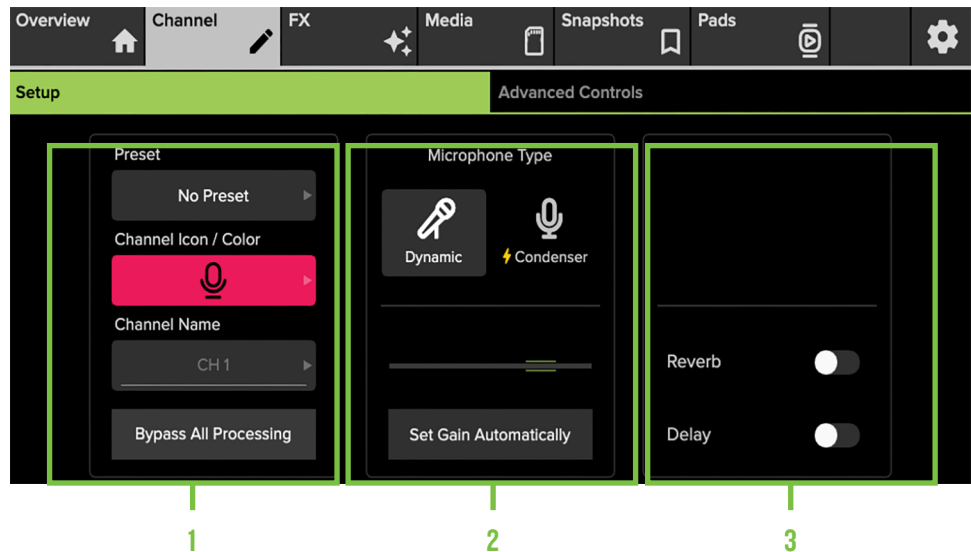 Overview Channel FX Media Snapshots Pads
Setup Advanced Controls
Preset
No Preset
Channel Icon / Color
Channel Name
CH 1
Bypass All Processing
Microphone Type
Dynamic Condenser
Set Gain Automatically
Reverb
Delay
1 2 3